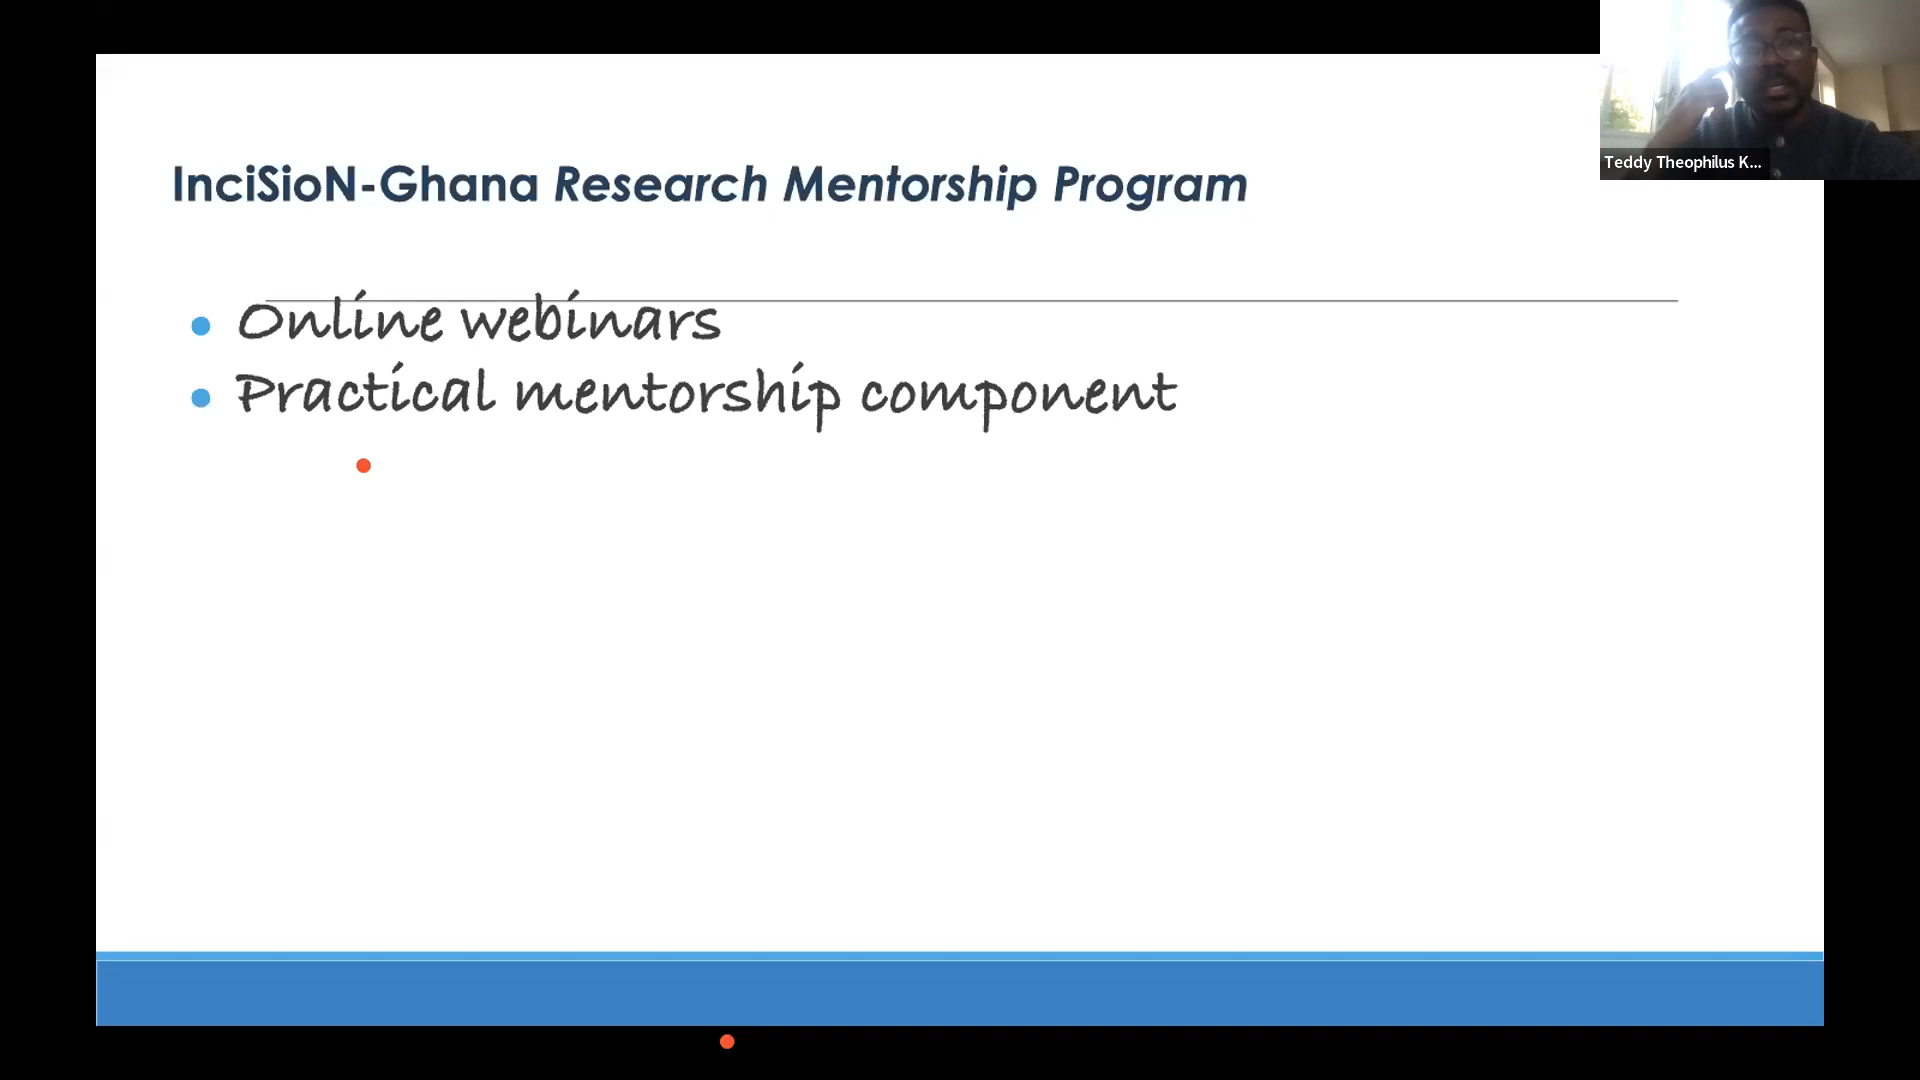 InciSioN-Ghana Research Mentorship Program
Online webinars
Practical mentorship component
Teddy Theophilus K...